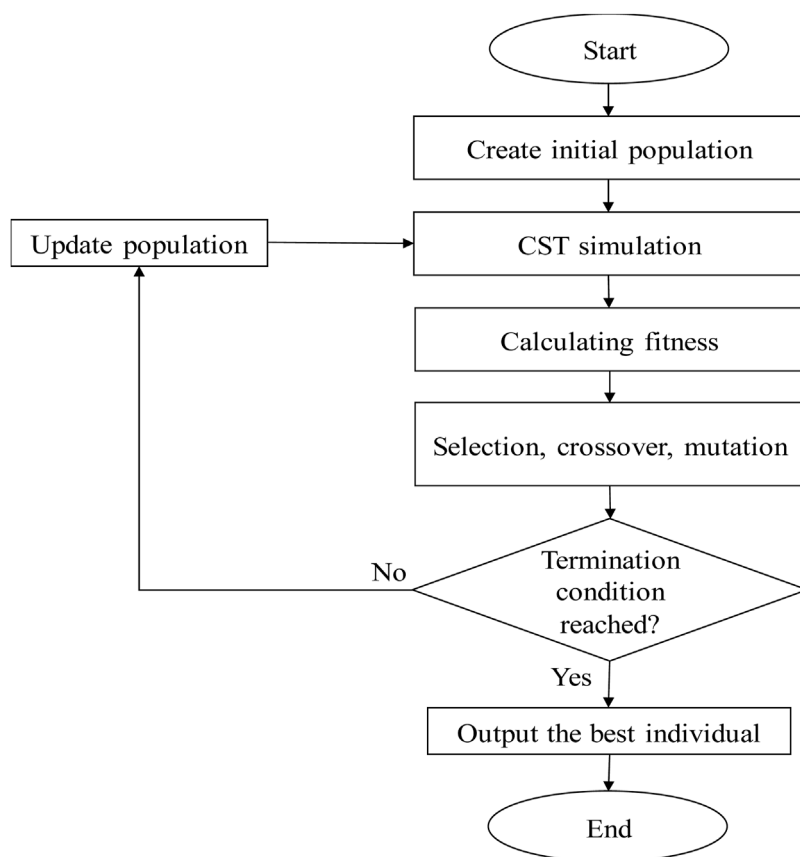 Start
Create initial population
Update population
CST simulation
Calculating fitness
Selection, crossover, mutation
No
Termination
condition
reached?
Yes
Output the best individual
End